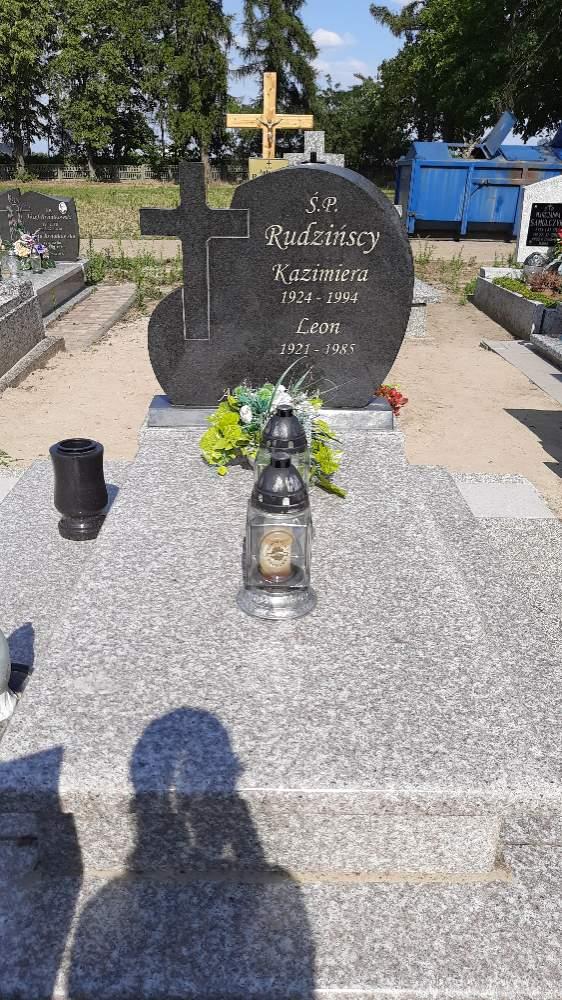 Ś.P.
Rudzińscy
Kazimiera
1924 - 1994
Leon
1921 - 1985